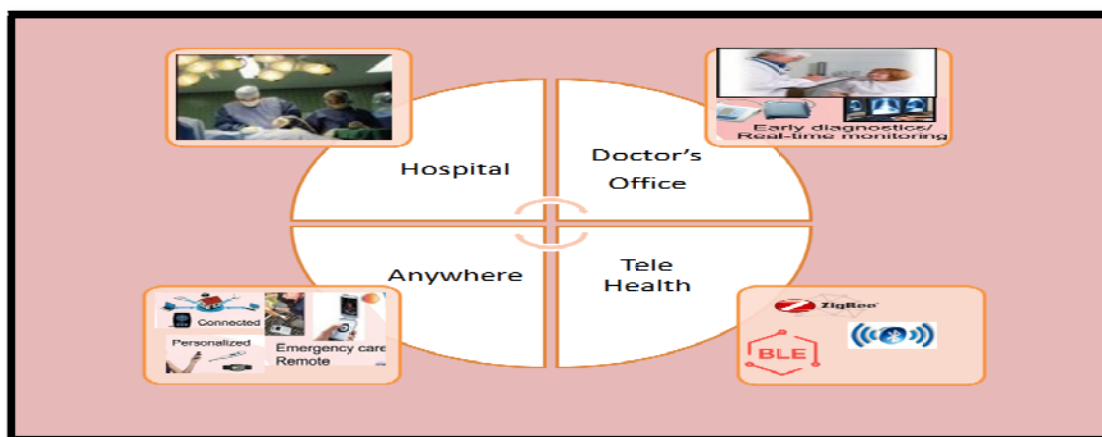 Early diagnostics/
Real-time monitoring
Hospital
Doctor's
Office
Anywhere
Tele
Health
Connected
Personalized
Emergency care
Remote
ZigBee
BLE